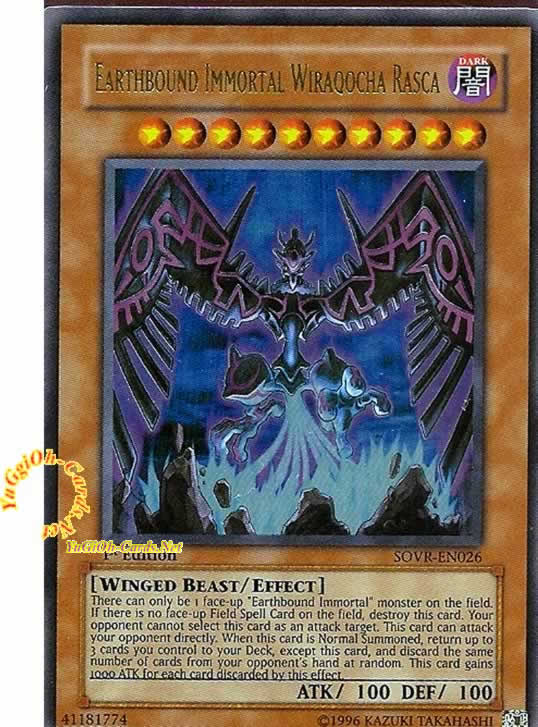 EARTHBOUND IMMORTAL WIRAQOCHA RASCA
DARK
闇
YuGgiOh-Cards.Net
YuGiOh-Cards.Net
1st Edition
SOVR-EN026
[WINGED BEAST/EFFECT]
There can only be 1 face-up "Earthbound Immortal" monster on the field.
If there is no face-up Field Spell Card on the field, destroy this card. Your
opponent cannot select this card as an attack target. This card can attack
your opponent directly. When this card is Normal Summoned, return up to
3 cards you control to your Deck, except this card, and discard the same
number of cards from your opponent's hand at random. This card gains
1000 ATK for each card discarded by this effect.
ATK/ 100 DEF/ 100
41181774
©1996 KAZUKI TAKAHASHI